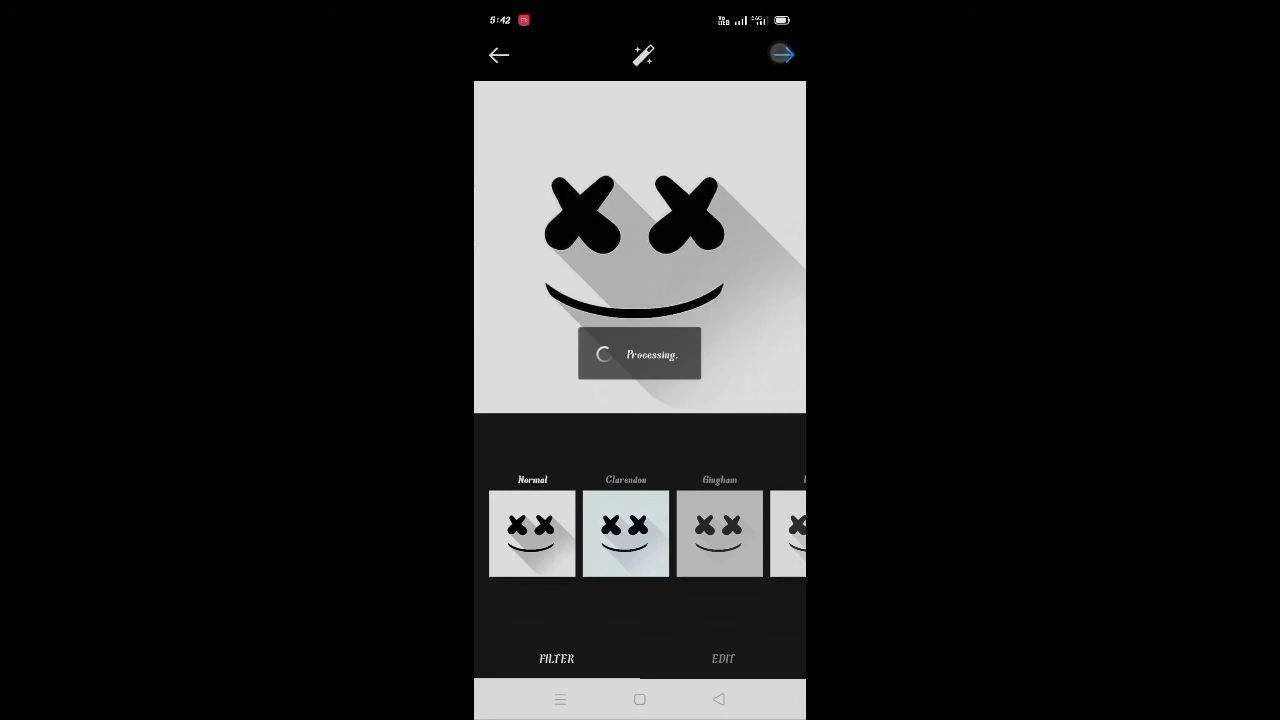 5:42
Processing.
Normal
Clarendon
Gingham
FILTER
EDIT